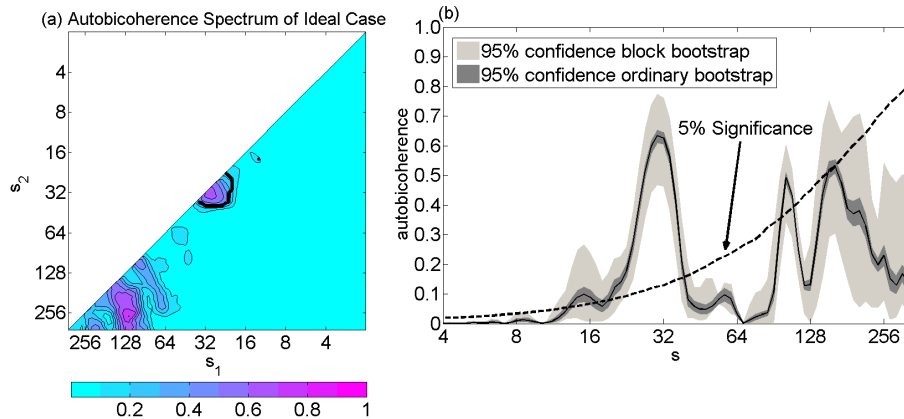 (a) Autobicoherence Spectrum of Ideal Case
4
8
16
32
64
128
256
s2
256 128 64 32 16 8 4
s1
0.2 0.4 0.6 0.8 1
(b)
95% confidence block bootstrap
95% confidence ordinary bootstrap
5% Significance
autobicoherence
1.0
0.9
0.8
0.7
0.6
0.5
0.4
0.3
0.2
0.1
0
4 8 16 32 64 128 256
s